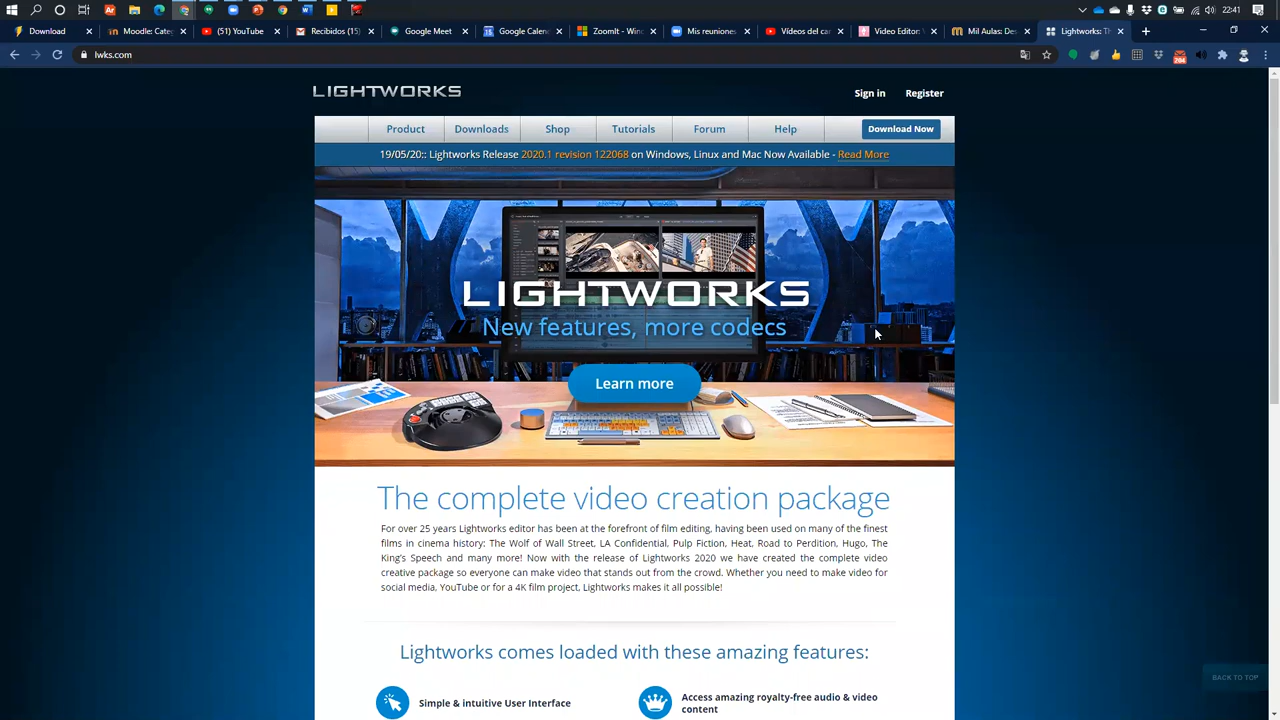 22:41
Download
Moodle: Cate
(51) YouTube
Recibidos (15)
Google Meet
Google Calen
ZoomIt - Win
Mis reuniones
Vídeos del car
Video Editor:
Mil Aulas: Des
Lightworks: Th
lwks.com
284
LIGHTWORKS
Sign in
Register
Product
Downloads
Shop
Tutorials
Forum
Help
Download Now
19/05/20:: Lightworks Release 2020.1 revision 122068 on Windows, Linux and Mac Now Available - Read More
LIGHTWORKS
New features, more codecs
Learn more
The complete video creation package
For over 25 years Lightworks editor has been at the forefront of film editing, having been used on many of the finest
films in cinema history: The Wolf of Wall Street, LA Confidential. Pulp Fiction, Heat, Road to Perdition, Hugo, The
King's Speech and many more! Now with the release of Lightworks 2020 we have created the complete video
creative package so everyone can make video that stands out from the crowd. Whether you need to make video for
social media, YouTube or for a 4K film project, Lightworks makes it all possible!
Lightworks comes loaded with these amazing features:
Simple & intuitive User Interface
Access amazing royalty-free audio & video
content
BACK TO TOP